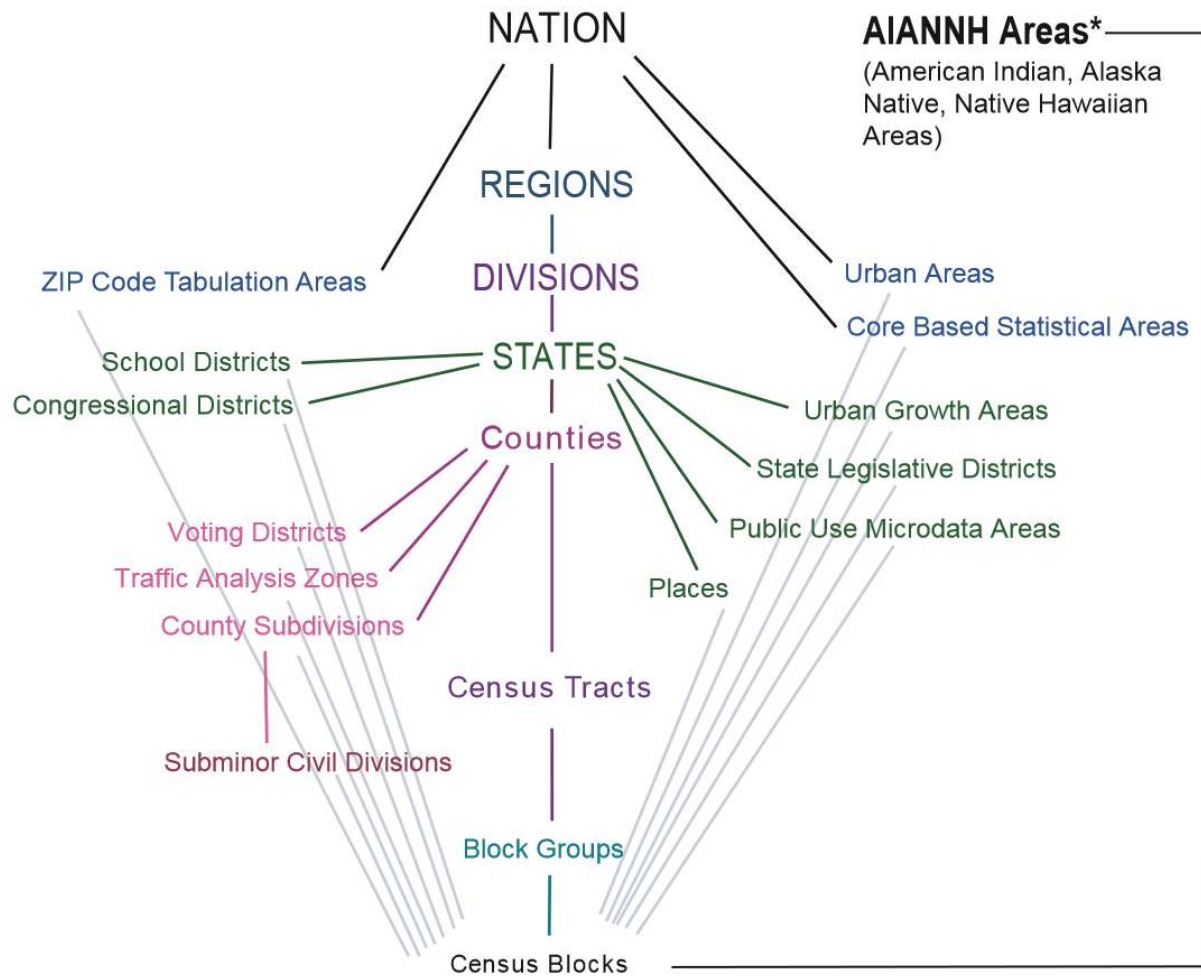 NATION
AIANNH Areas*
(American Indian, Alaska
Native, Native Hawaiian
Areas)
REGIONS
ZIP Code Tabulation Areas
DIVISIONS
Urban Areas
Core Based Statistical Areas
School Districts
STATES
Congressional Districts
Urban Growth Areas
Counties
State Legislative Districts
Voting Districts
Public Use Microdata Areas
Traffic Analysis Zones
Places
County Subdivisions
Census Tracts
Subminor Civil Divisions
Block Groups
Census Blocks